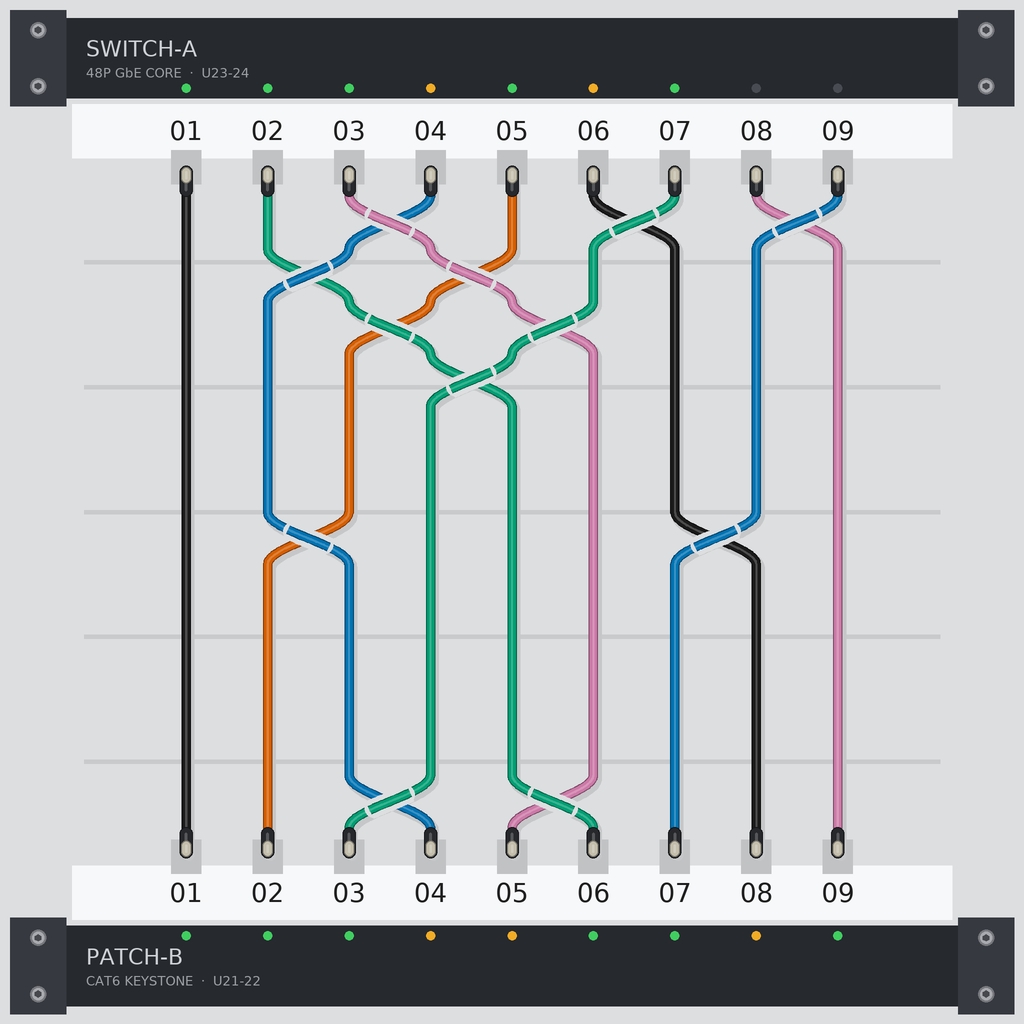 SWITCH-A
48P GbE CORE · U23-24
01 02 03 04 05 06 07 08 09
01 02 03 04 05 06 07 08 09
PATCH-B
CAT6 KEYSTONE · U21-22